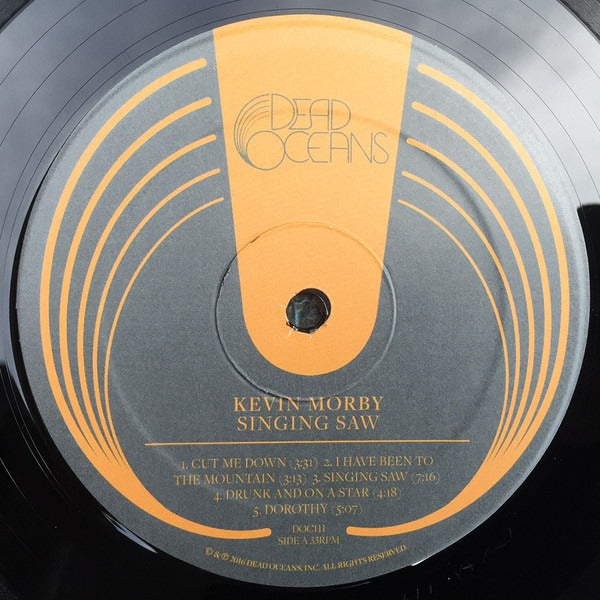 DEAD
OCEANS
KEVIN MORBY
SINGING SAW
1. CUT ME DOWN (3:31) 2. I HAVE BEEN TO
THE MOUNTAIN (3:13) 3. SINGING SAW (7:16)
4. DRUNK AND ON A STAR (4:18)
5. DOROTHY (5:07)
DOC111
SIDE A 33RPM
© & ℗ 2016 DEAD OCEANS, INC. ALL RIGHTS RESERVED.